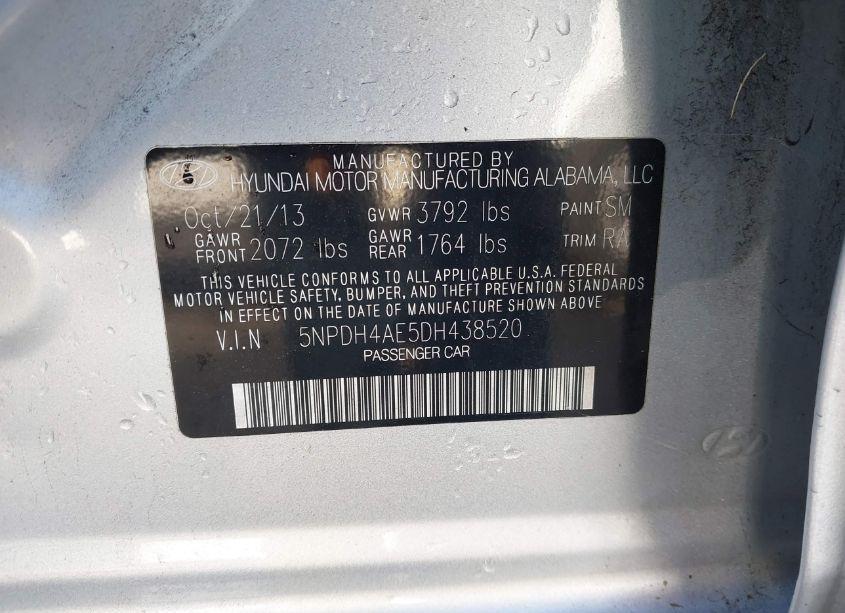 MANUFACTURED BY
HYUNDAI MOTOR MANUFACTURING ALABAMA, LLC
Oct/21/13 GVWR 3792 lbs PAINT SM
GAWR FRONT 2072 lbs GAWR REAR 1764 lbs TRIM RA
THIS VEHICLE CONFORMS TO ALL APPLICABLE U.S.A. FEDERAL
MOTOR VEHICLE SAFETY, BUMPER, AND THEFT PREVENTION STANDARDS
IN EFFECT ON THE DATE OF MANUFACTURE SHOWN ABOVE
V.I.N 5NPDH4AE5DH438520
PASSENGER CAR